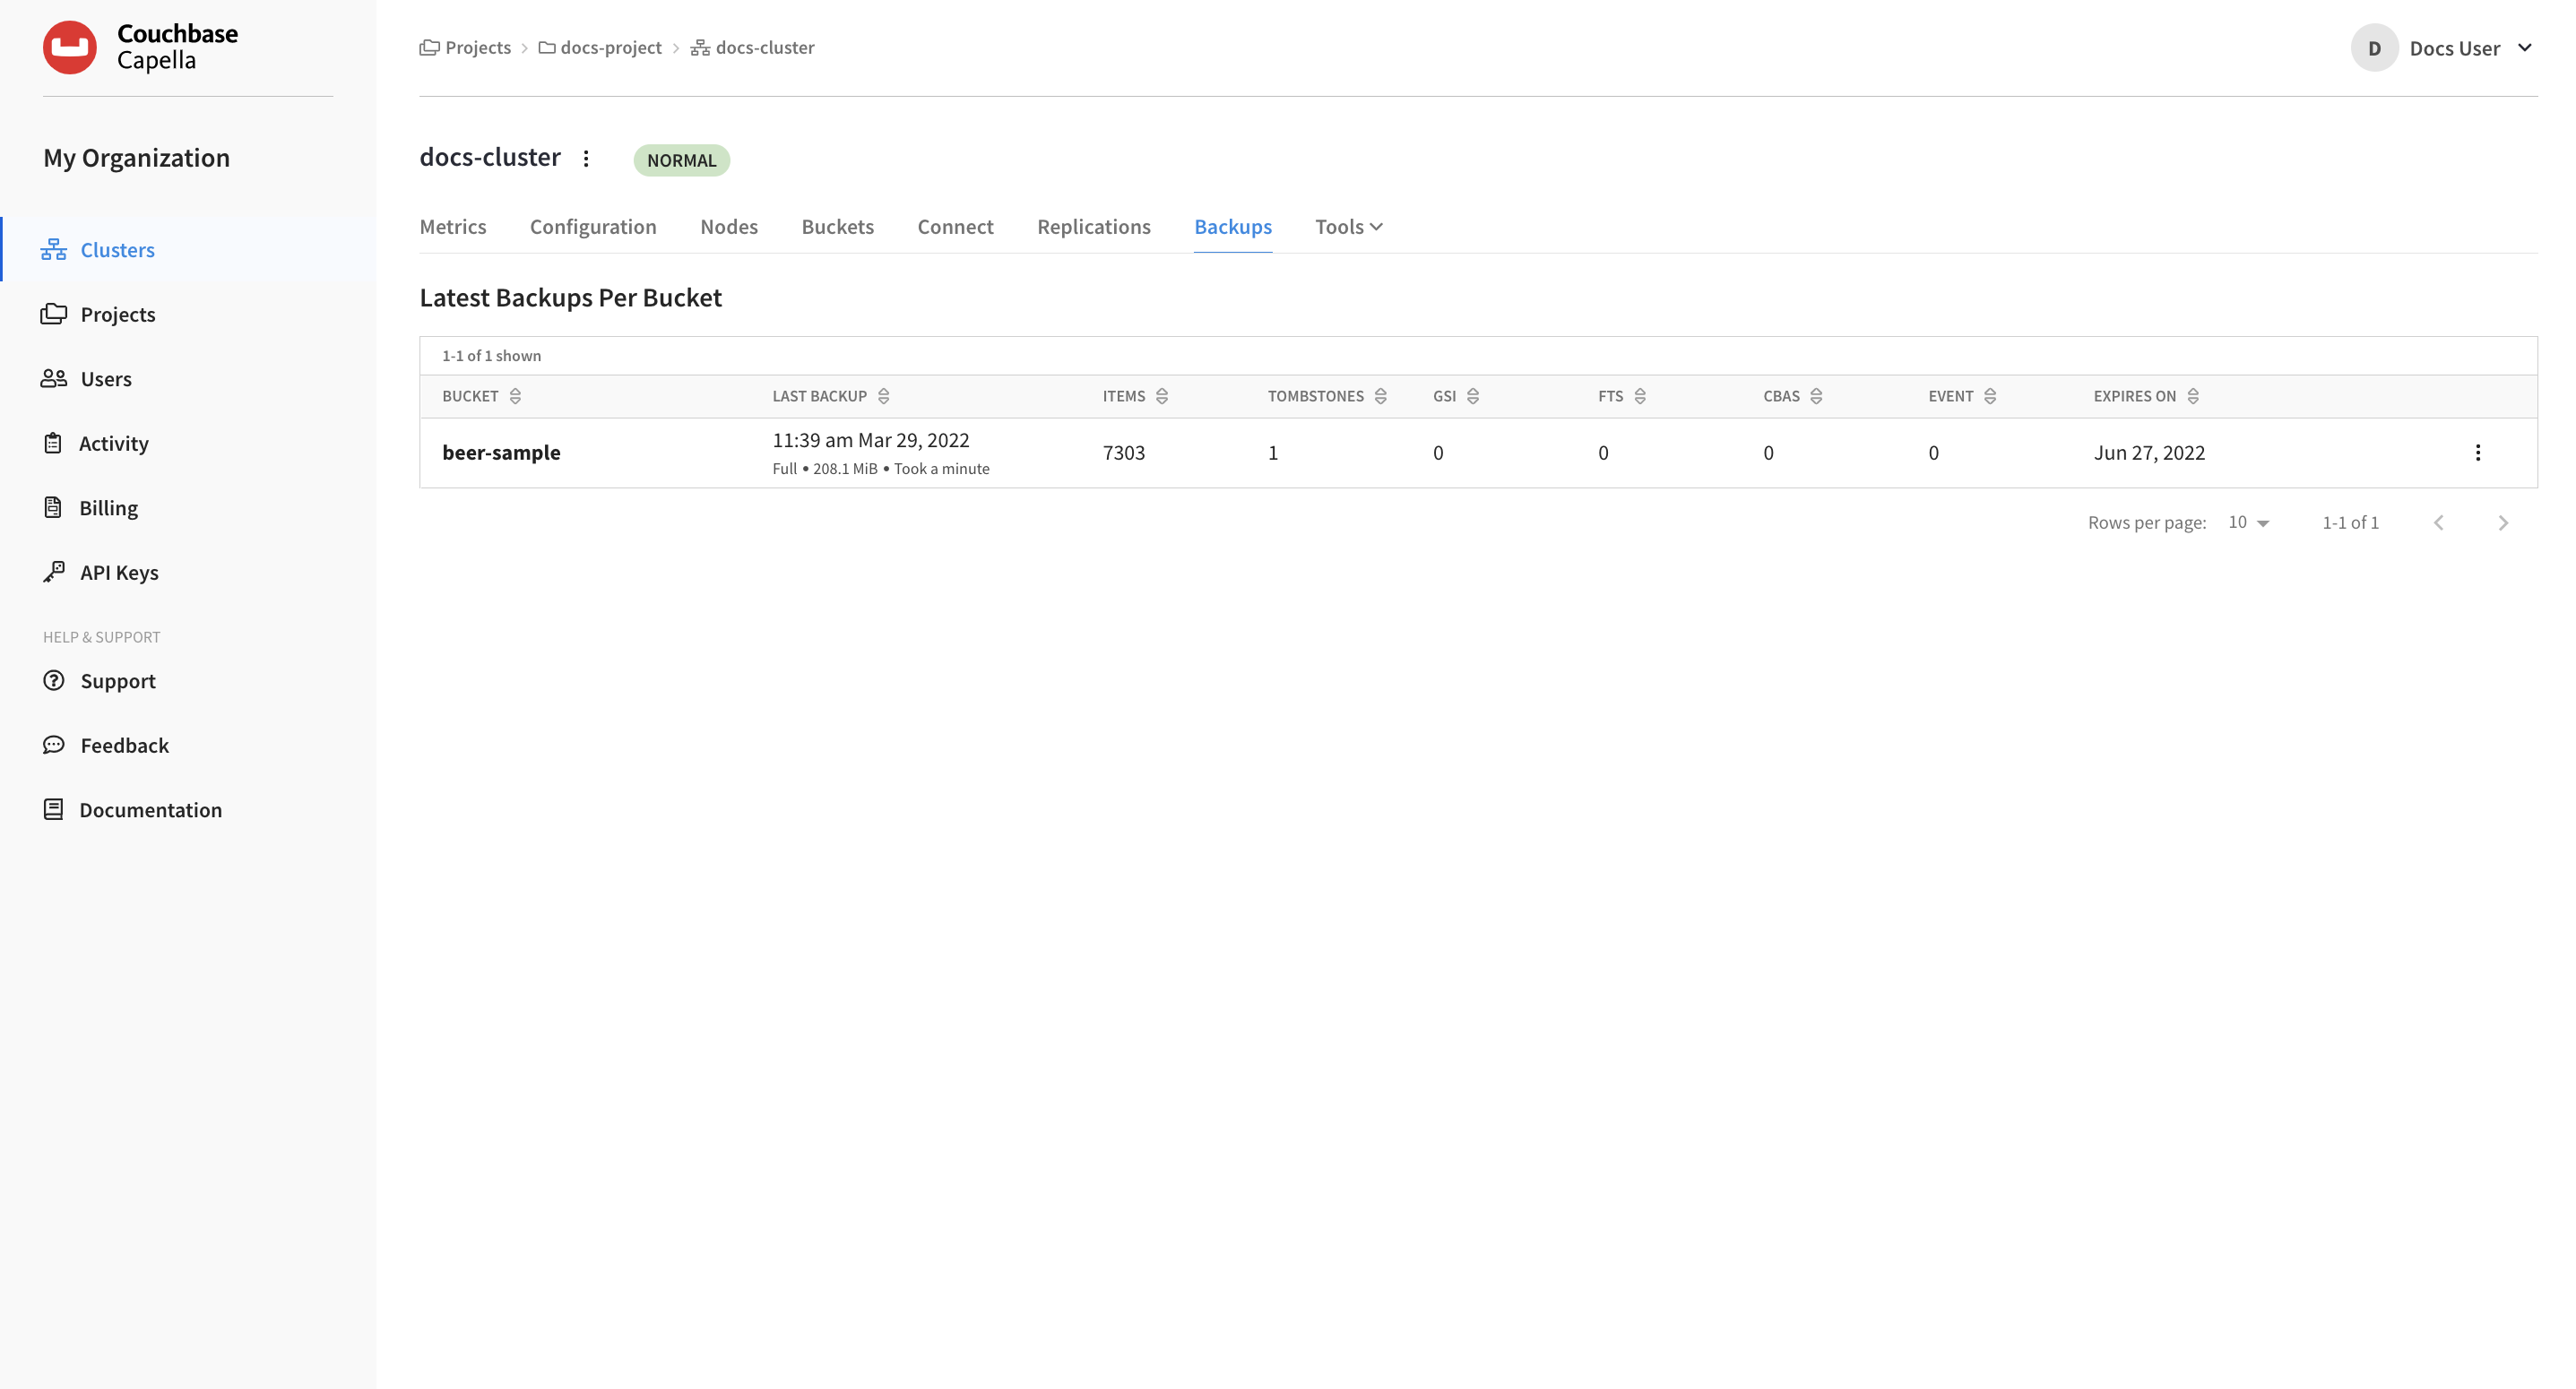 Couchbase
Capella
My Organization
Clusters
Projects
Users
Activity
Billing
API Keys
HELP & SUPPORT
Support
Feedback
Documentation
Projects > docs-project > docs-cluster
D Docs User
docs-cluster NORMAL
Metrics Configuration Nodes Buckets Connect Replications Backups Tools
Latest Backups Per Bucket
1-1 of 1 shown
BUCKET LAST BACKUP ITEMS TOMBSTONES GSI FTS CBAS EVENT EXPIRES ON
beer-sample 11:39 am Mar 29, 2022 7303 1 0 0 0 0 Jun 27, 2022
Full • 208.1 MiB • Took a minute
Rows per page: 10 1-1 of 1